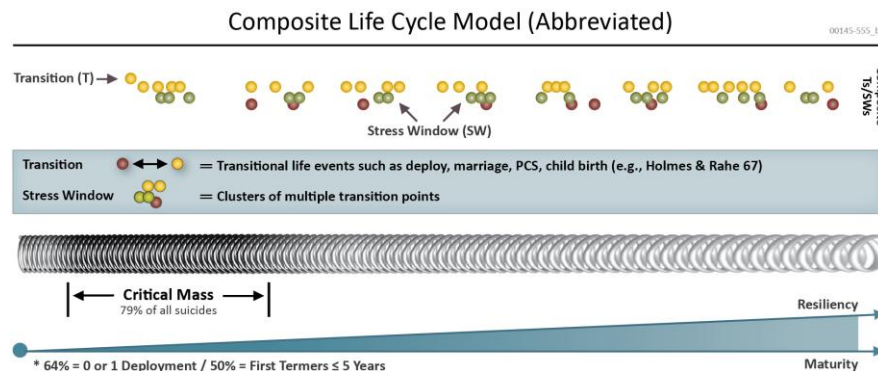 Composite Life Cycle Model (Abbreviated)
Transition (T)
Ts/SWs
Stress Window (SW)
Transition = Transitional life events such as deploy, marriage, PCS, child birth (e.g., Holmes & Rahe 67)
Stress Window = Clusters of multiple transition points
Critical Mass
79% of all suicides
Resiliency
* 64% = 0 or 1 Deployment / 50% = First Termers ≤ 5 Years
Maturity